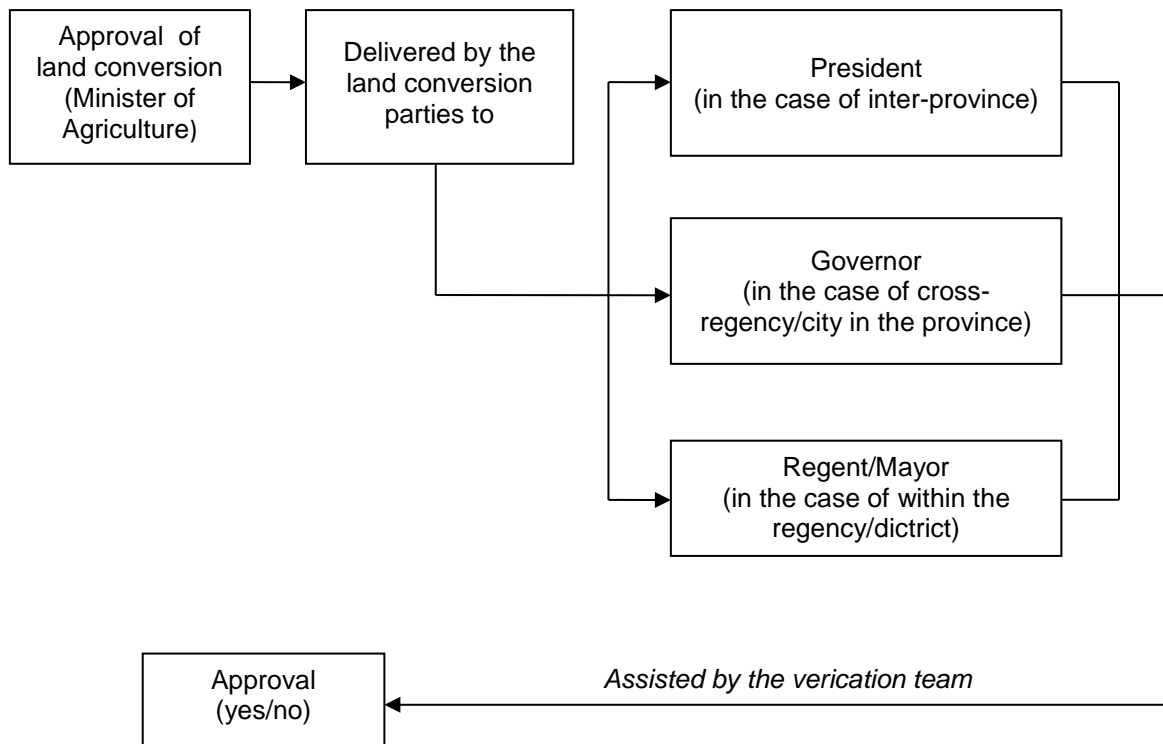 Approval of
land conversion
(Minister of
Agriculture)
Delivered by the
land conversion
parties to
President
(in the case of inter-province)
Governor
(in the case of cross-
regency/city in the province)
Regent/Mayor
(in the case of within the
regency/dictrict)
Approval
(yes/no)
Assisted by the verication team